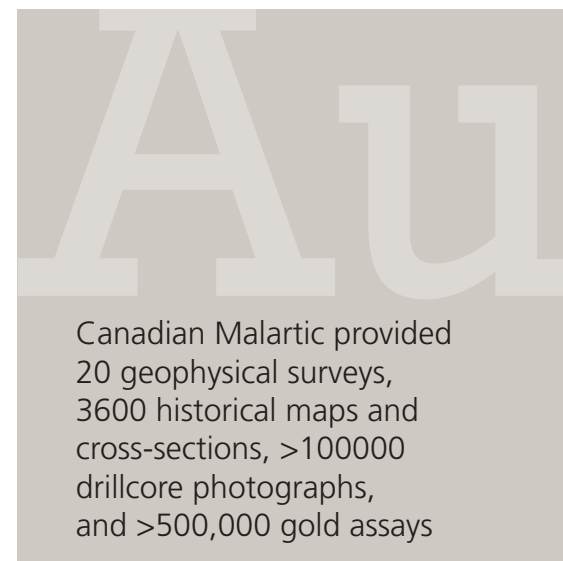 Au
Canadian Malartic provided
20 geophysical surveys,
3600 historical maps and
cross-sections, >100000
drillcore photographs,
and >500,000 gold assays